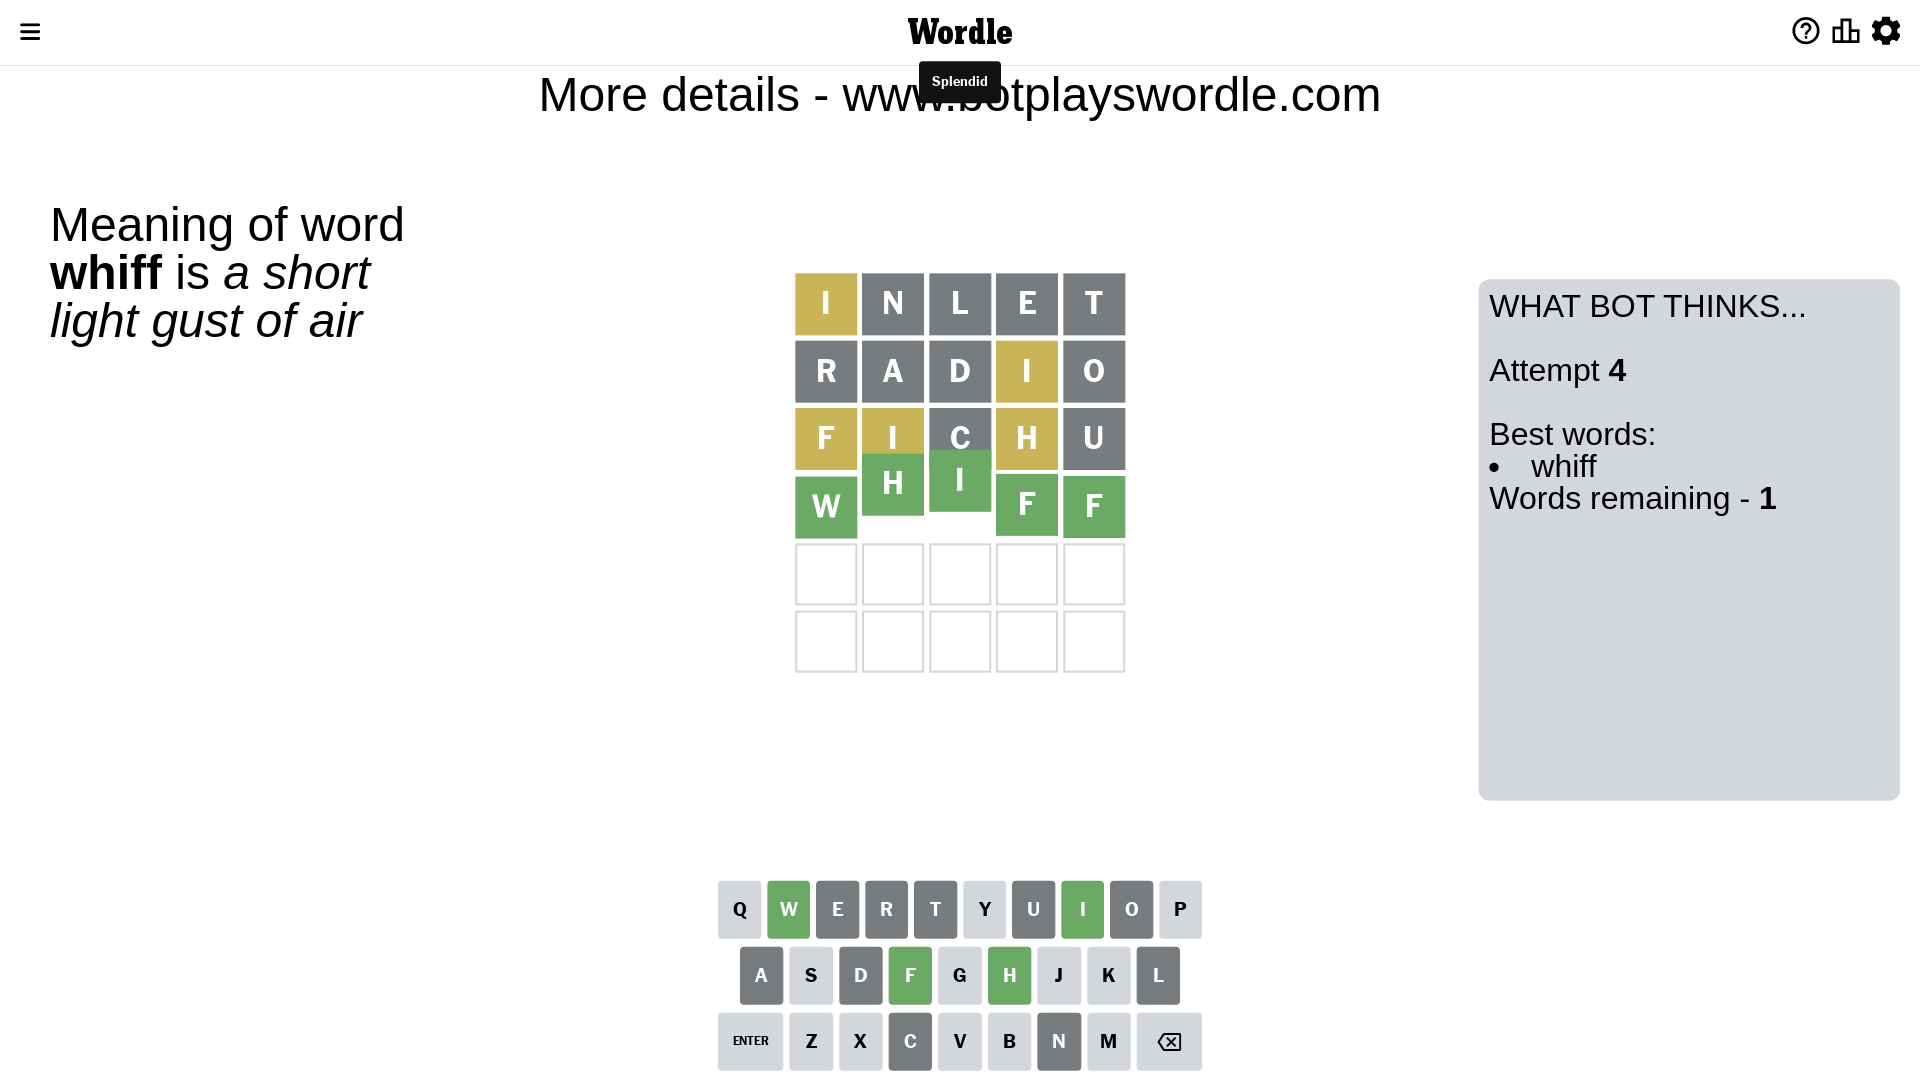 Wordle
Splendid
More details - www.botplayswordle.com
Meaning of word
whiff is a short
light gust of air
I N L E T
R A D I O
F I C H U
W H I F F
WHAT BOT THINKS...
Attempt 4
Best words:
• whiff
Words remaining - 1
Q W E R T Y U I O P
A S D F G H J K L
ENTER Z X C V B N M